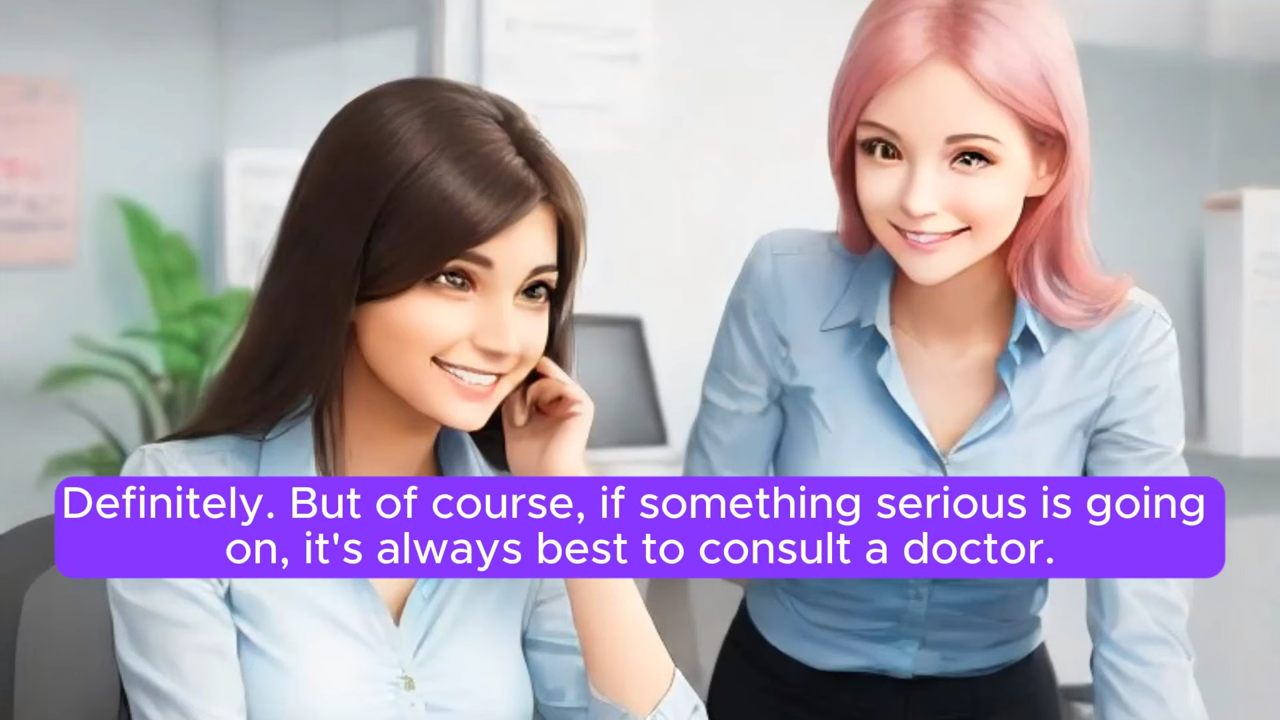 Definitely. But of course, if something serious is going
on, it's always best to consult a doctor.